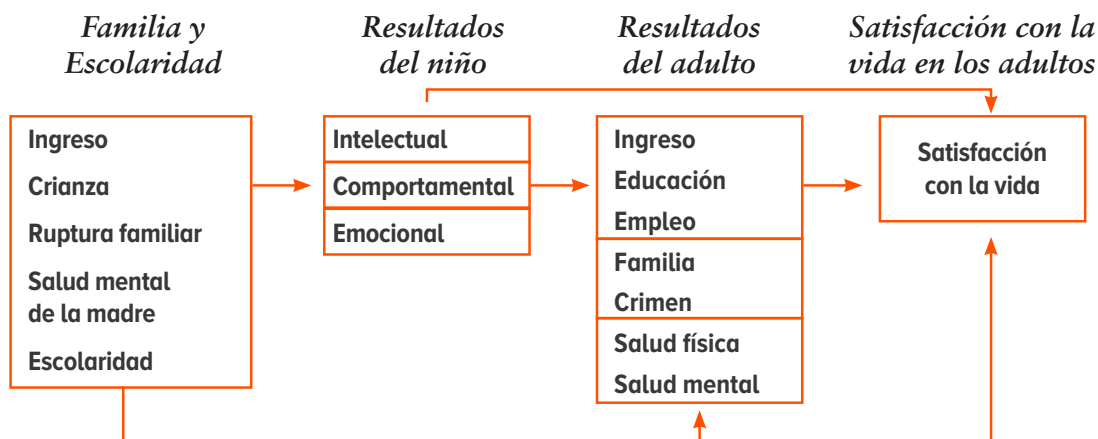 Familia y
Escolaridad
Resultados
del niño
Resultados
del adulto
Satisfacción con la
vida en los adultos
Ingreso
Crianza
Ruptura familiar
Salud mental
de la madre
Escolaridad
Intelectual
Comportamental
Emocional
Ingreso
Educación
Empleo
Familia
Crimen
Salud física
Salud mental
Satisfacción
con la vida